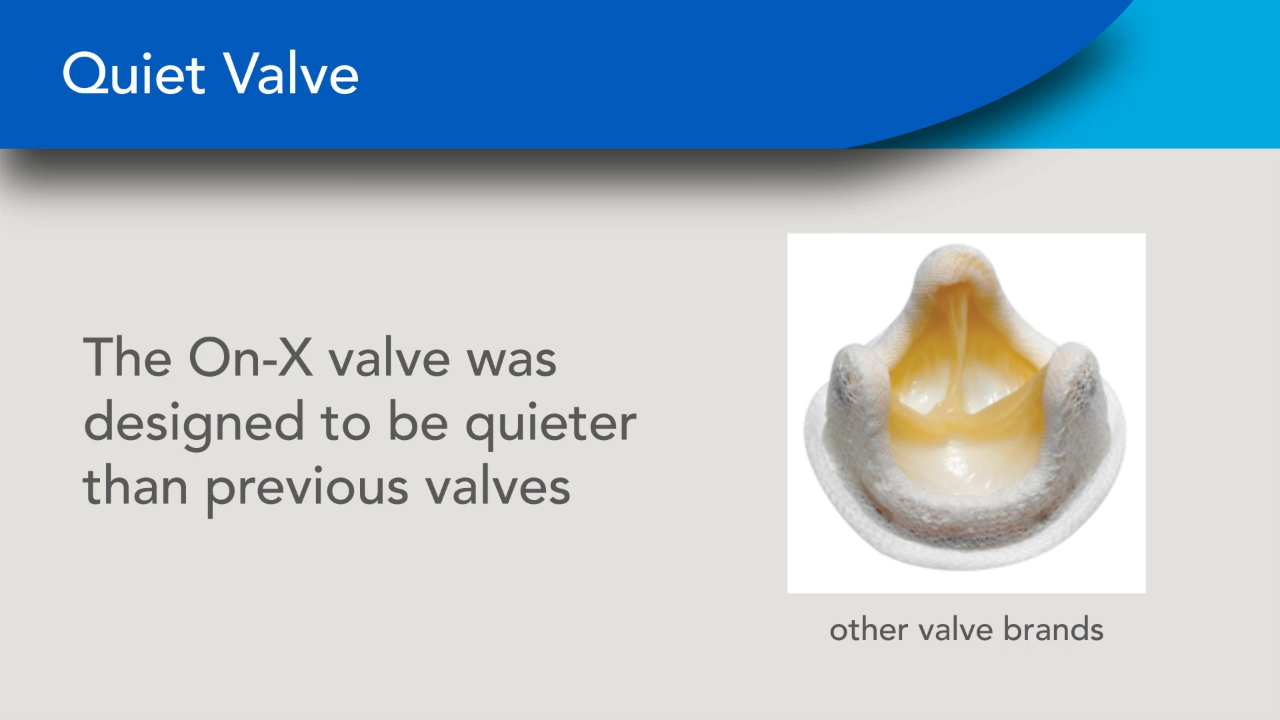 Quiet Valve
The On-X valve was
designed to be quieter
than previous valves
other valve brands